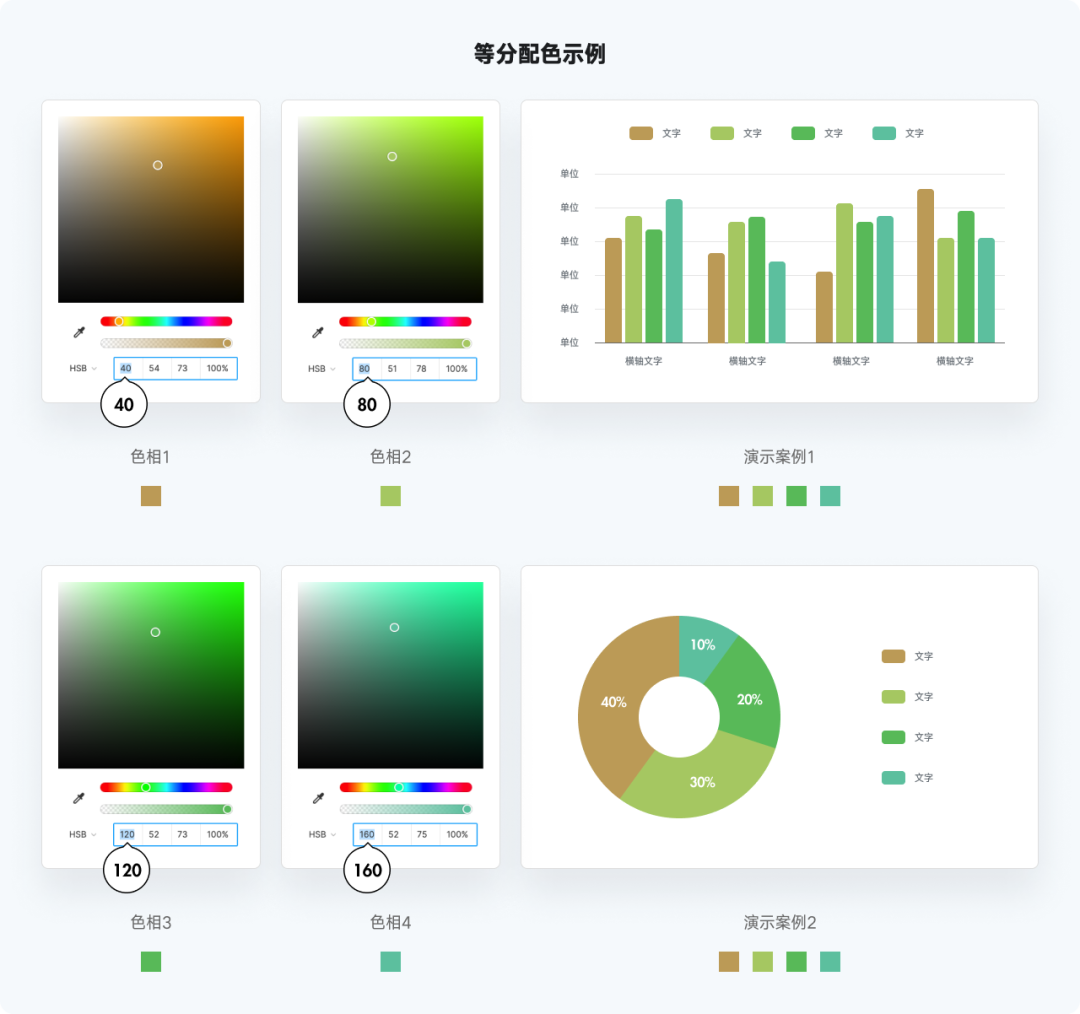 等分配色示例
HSB 40 54 73 100%
40
色相1
HSB 80 51 78 100%
80
色相2
文字 文字 文字 文字
单位
单位
单位
单位
单位
单位
横轴文字 横轴文字 横轴文字 横轴文字
演示案例1
HSB 120 52 73 100%
120
色相3
HSB 160 52 75 100%
160
色相4
10%
20%
30%
40%
文字
文字
文字
文字
演示案例2